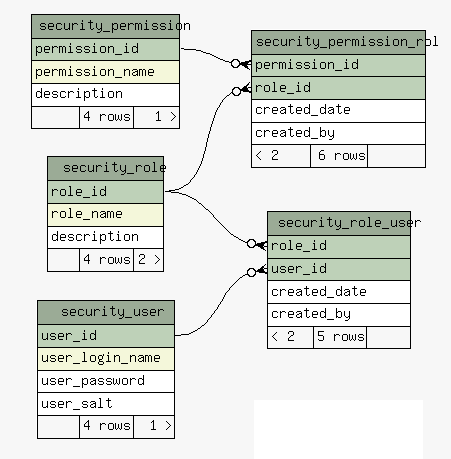 security_permission
permission_id
permission_name
description
4 rows 1 >
security_permission_rol
permission_id
role_id
created_date
created_by
< 2 6 rows
security_role
role_id
role_name
description
4 rows 2 >
security_role_user
role_id
user_id
created_date
created_by
< 2 5 rows
security_user
user_id
user_login_name
user_password
user_salt
4 rows 1 >